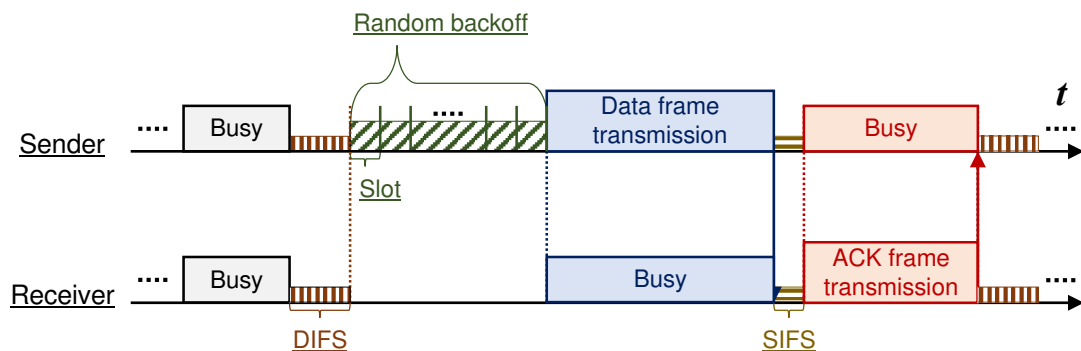 Random backoff
t
....
Busy
....
Data frame
transmission
Busy
....
Sender
Slot
....
Busy
Busy
ACK frame
transmission
....
Receiver
DIFS
SIFS